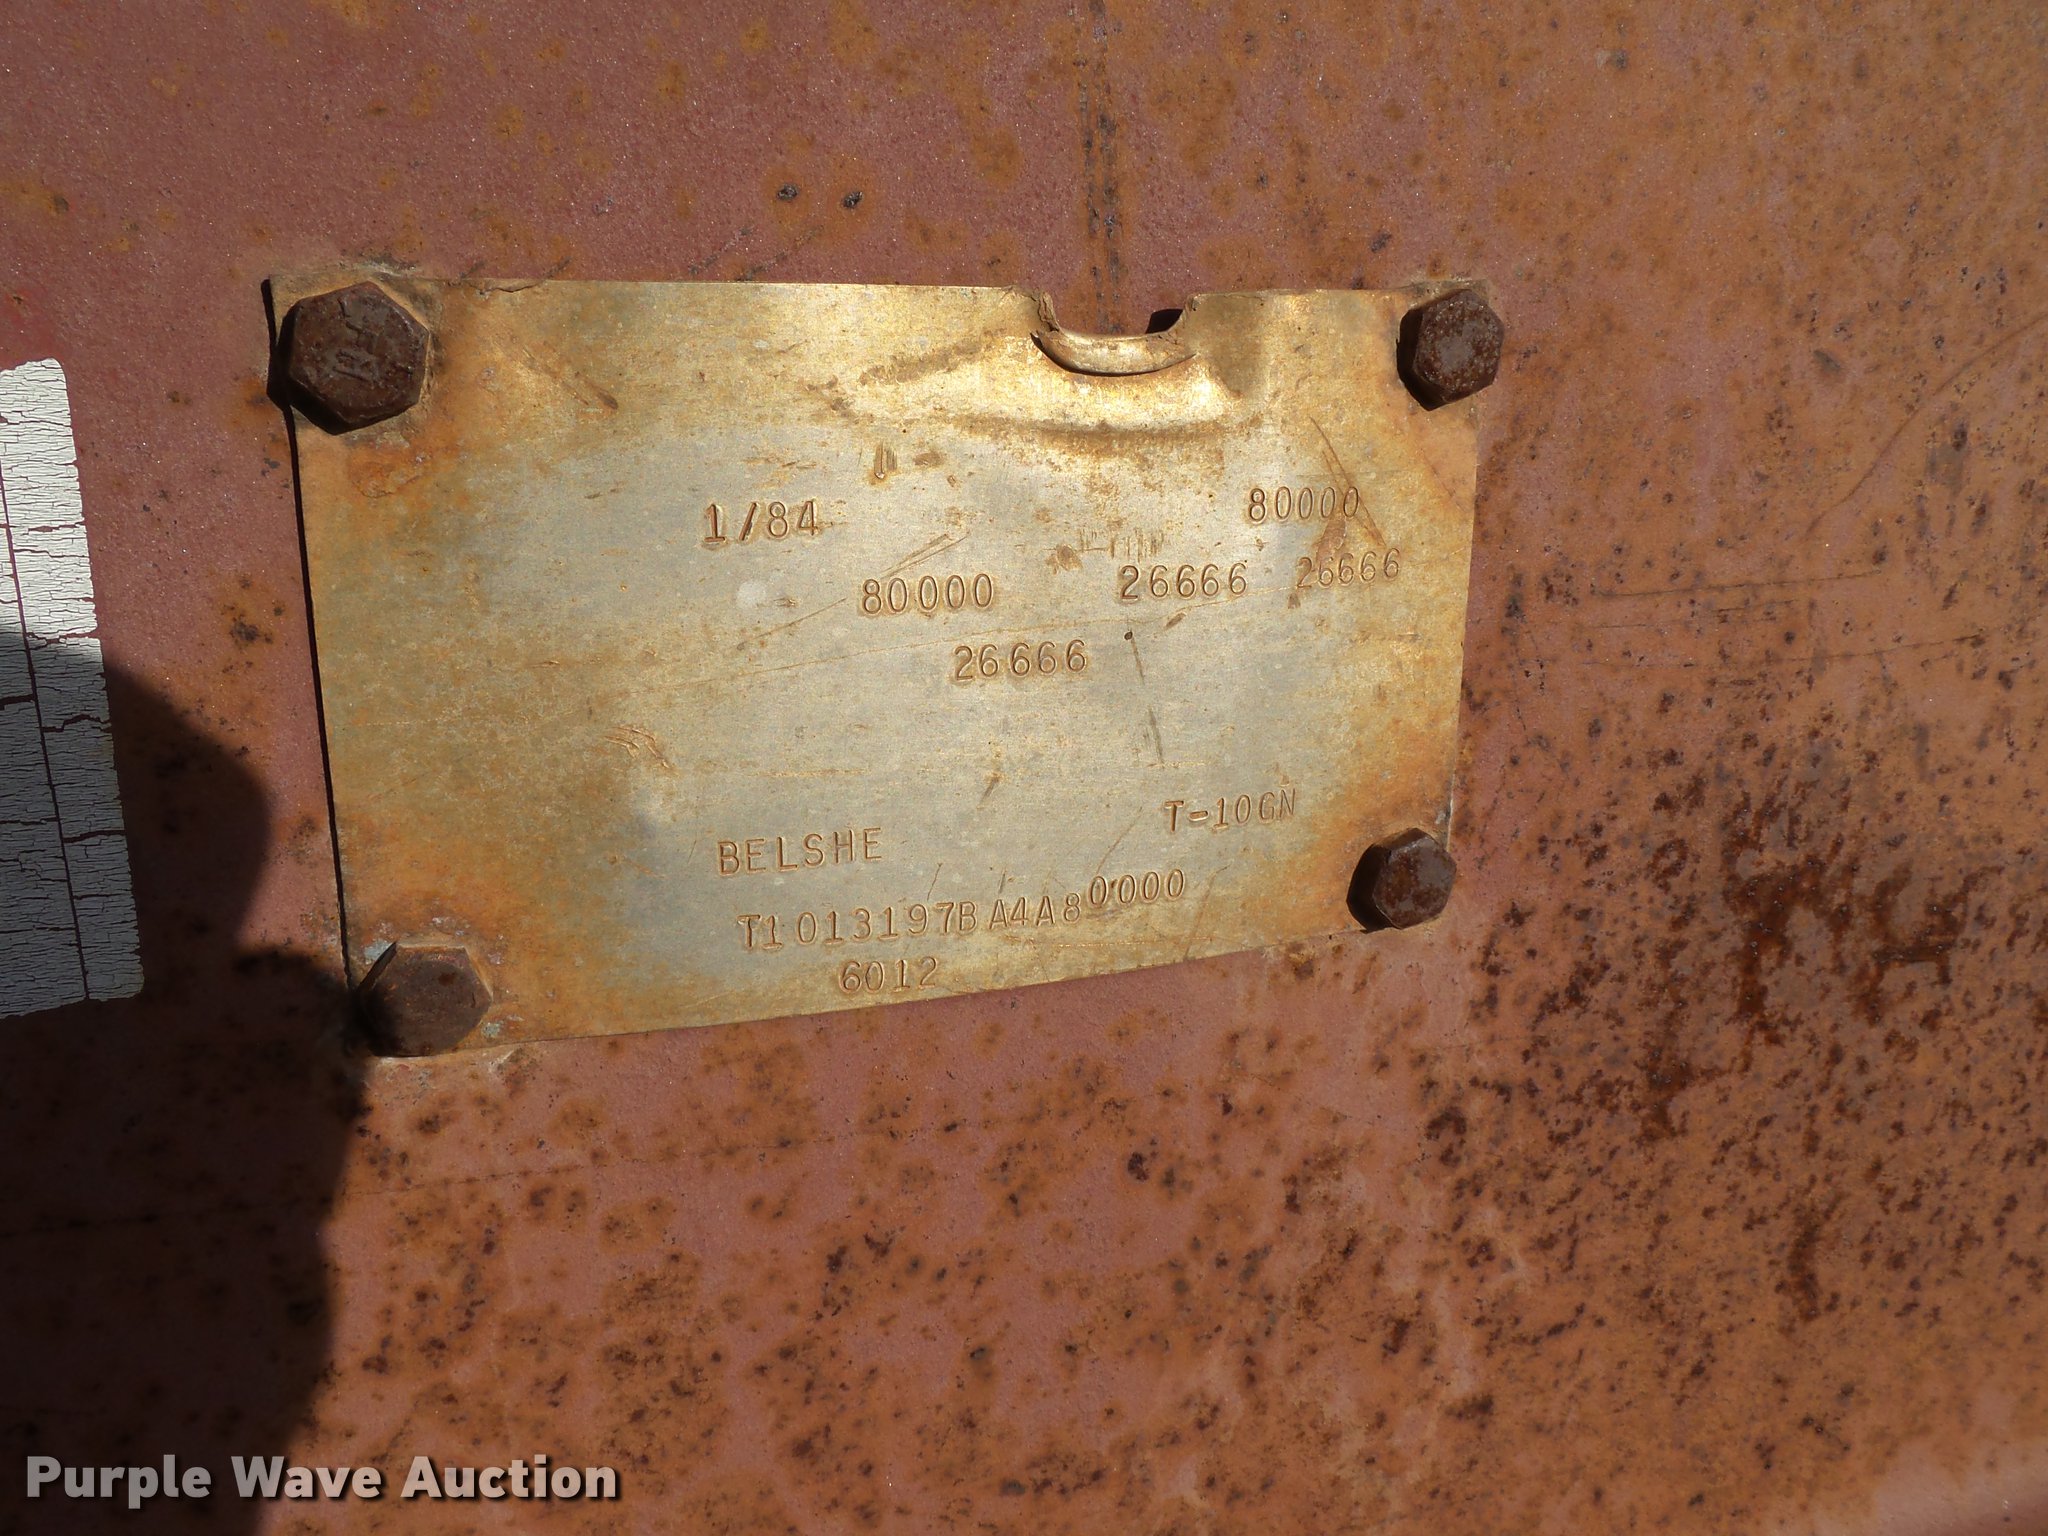 1/84 80000
80000 26666 26666
26666
BELSHE T-10GN
T1013197BA4A80000
6012
Purple Wave Auction